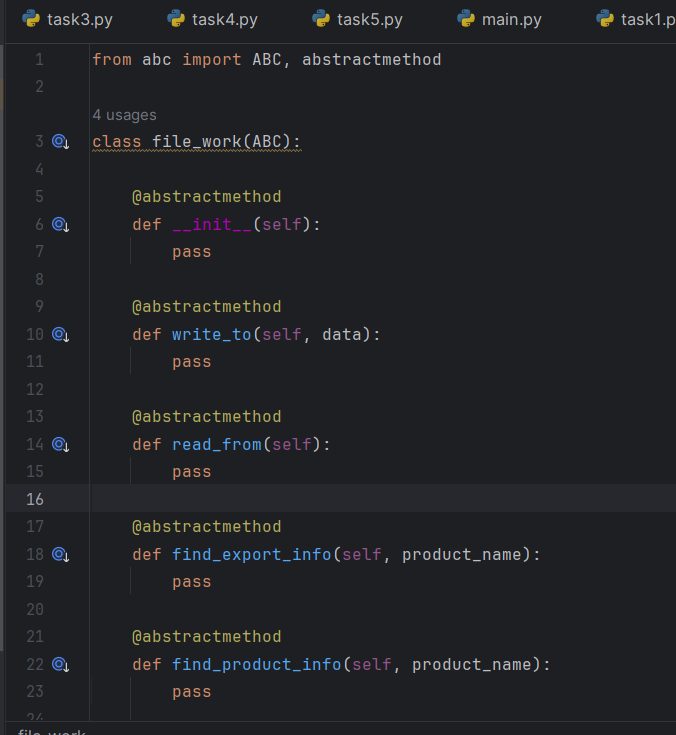 task3.py task4.py task5.py main.py task1.p
1 from abc import ABC, abstractmethod
2
4 usages
3 class file_work(ABC):
4
5 @abstractmethod
6 def __init__(self):
7 pass
8
9 @abstractmethod
10 def write_to(self, data):
11 pass
12
13 @abstractmethod
14 def read_from(self):
15 pass
16
17 @abstractmethod
18 def find_export_info(self, product_name):
19 pass
20
21 @abstractmethod
22 def find_product_info(self, product_name):
23 pass
24
file_work